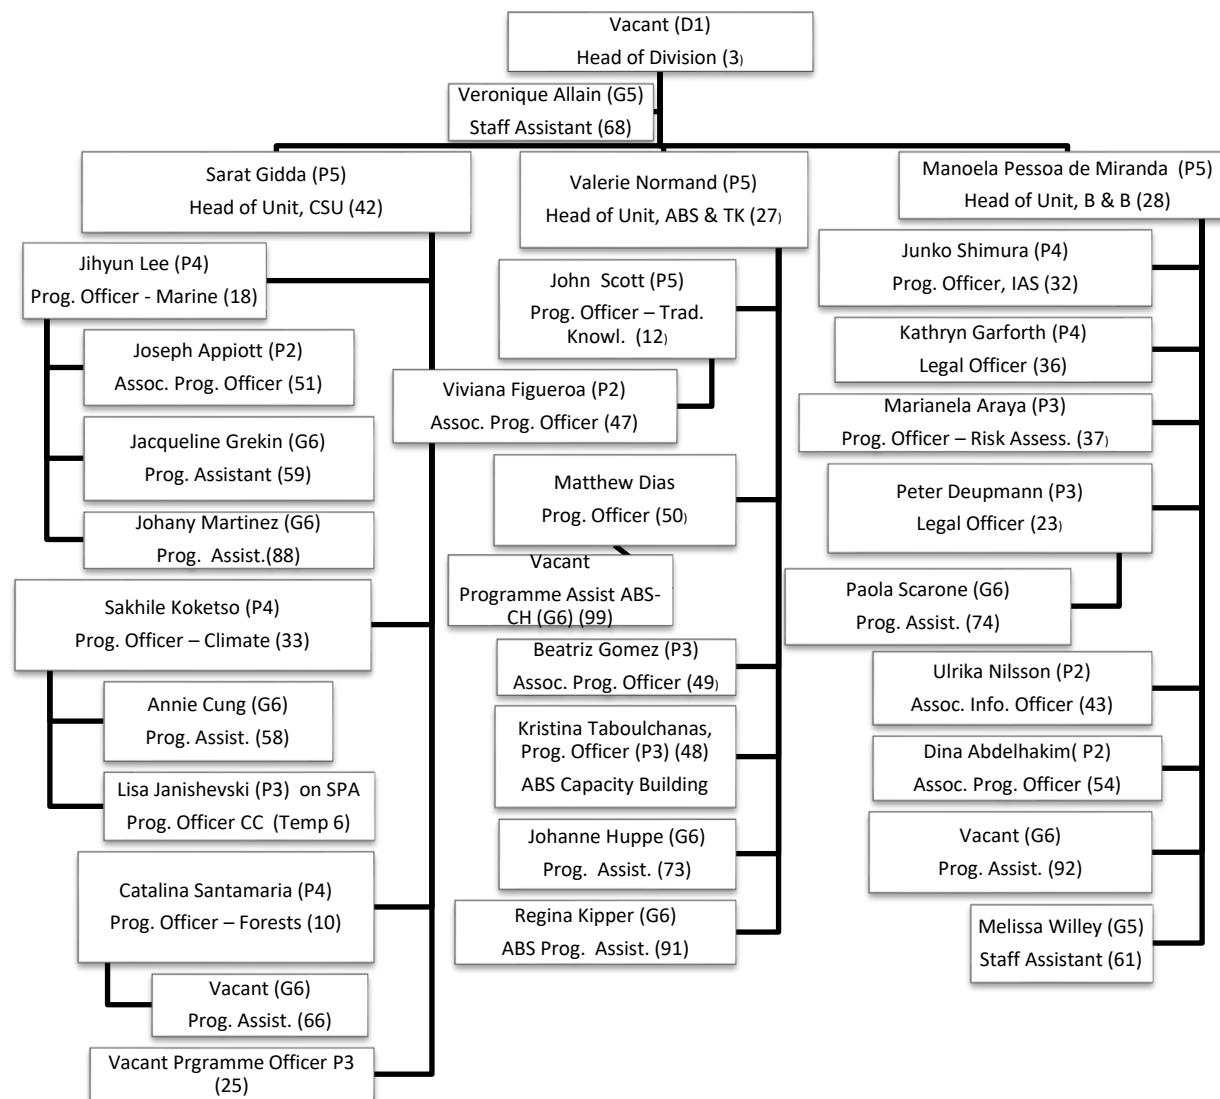 Vacant (D1)
Head of Division (3)
Veronique Allain (G5)
Staff Assistant (68)
Sarat Gidda (P5)
Head of Unit, CSU (42)
Jihyun Lee (P4)
Prog. Officer - Marine (18)
Joseph Appiott (P2)
Assoc. Prog. Officer (51)
Jacqueline Grekin (G6)
Prog. Assistant (59)
Johany Martinez (G6)
Prog. Assist.(88)
Sakhile Koketso (P4)
Prog. Officer – Climate (33)
Annie Cung (G6)
Prog. Assist. (58)
Lisa Janishevski (P3) on SPA
Prog. Officer CC (Temp 6)
Catalina Santamaria (P4)
Prog. Officer – Forests (10)
Vacant (G6)
Prog. Assist. (66)
Vacant Prgramme Officer P3
(25)
Valerie Normand (P5)
Head of Unit, ABS & TK (27)
John Scott (P5)
Prog. Officer – Trad.
Knowl. (12)
Viviana Figueroa (P2)
Assoc. Prog. Officer (47)
Matthew Dias
Prog. Officer (50)
Vacant
Programme Assist ABS-
CH (G6) (99)
Beatriz Gomez (P3)
Assoc. Prog. Officer (49)
Kristina Taboulchanas,
Prog. Officer (P3) (48)
ABS Capacity Building
Johanne Huppe (G6)
Prog. Assist. (73)
Regina Kipper (G6)
ABS Prog. Assist. (91)
Manoela Pessoa de Miranda (P5)
Head of Unit, B & B (28)
Junko Shimura (P4)
Prog. Officer, IAS (32)
Kathryn Garforth (P4)
Legal Officer (36)
Marianela Araya (P3)
Prog. Officer – Risk Assess. (37)
Peter Deupmann (P3)
Legal Officer (23)
Paola Scarone (G6)
Prog. Assist. (74)
Ulrika Nilsson (P2)
Assoc. Info. Officer (43)
Dina Abdelhakim( P2)
Assoc. Prog. Officer (54)
Vacant (G6)
Prog. Assist. (92)
Melissa Willey (G5)
Staff Assistant (61)